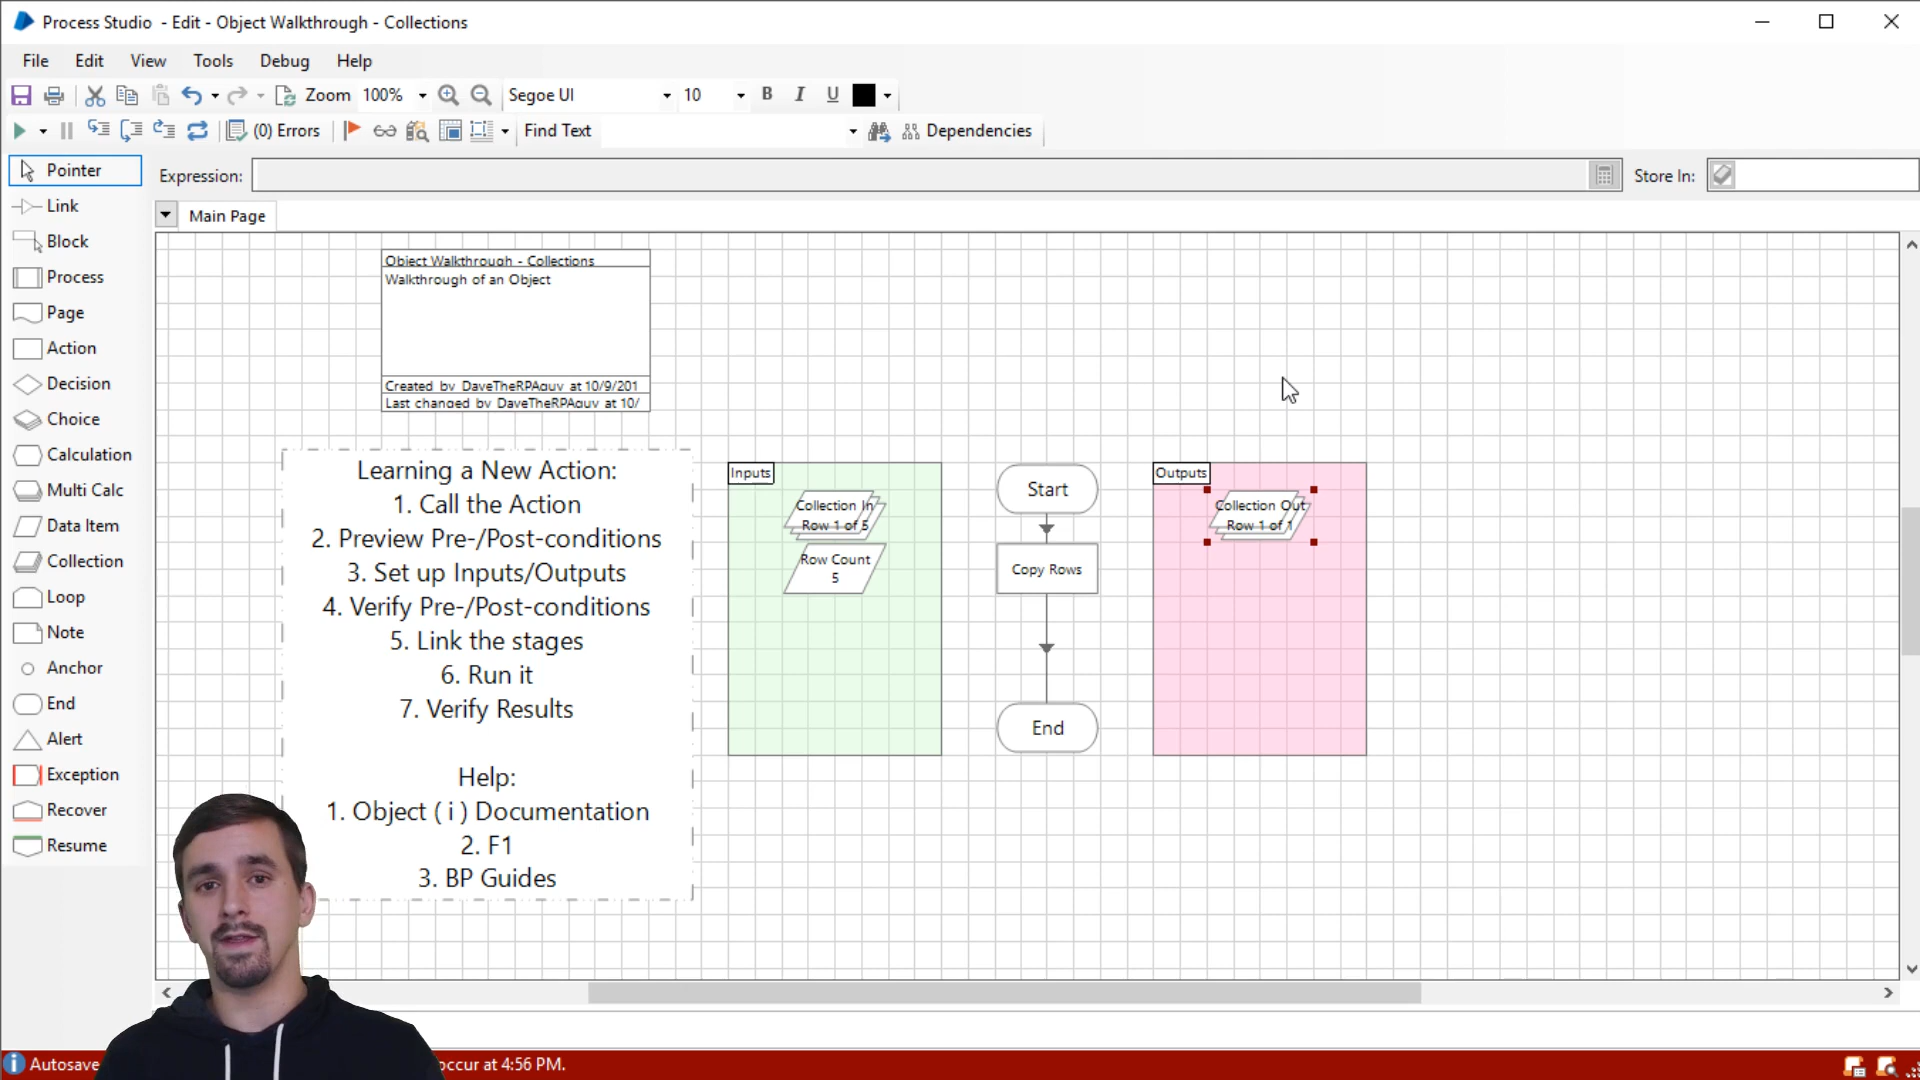 Process Studio - Edit - Object Walkthrough - Collections
File Edit View Tools Debug Help
Zoom 100% Segoe UI 10 B I U
(0) Errors Find Text Dependencies
Pointer
Expression: Store In:
Link
Main Page
Block
Process
Page
Action
Decision
Choice
Calculation
Multi Calc
Data Item
Collection
Loop
Note
Anchor
End
Alert
Exception
Recover
Resume
Object Walkthrough - Collections
Walkthrough of an Object
Created by DaveTheRPAguy at 10/9/201
Last changed by DaveTheRPAguy at 10/
Learning a New Action:
1. Call the Action
2. Preview Pre-/Post-conditions
3. Set up Inputs/Outputs
4. Verify Pre-/Post-conditions
5. Link the stages
6. Run it
7. Verify Results
Help:
1. Object ( i ) Documentation
2. F1
3. BP Guides
Inputs
Collection In
Row 1 of 5
Row Count
5
Start
Copy Rows
End
Outputs
Collection Out
Row 1 of 1
Autosave occur at 4:56 PM.